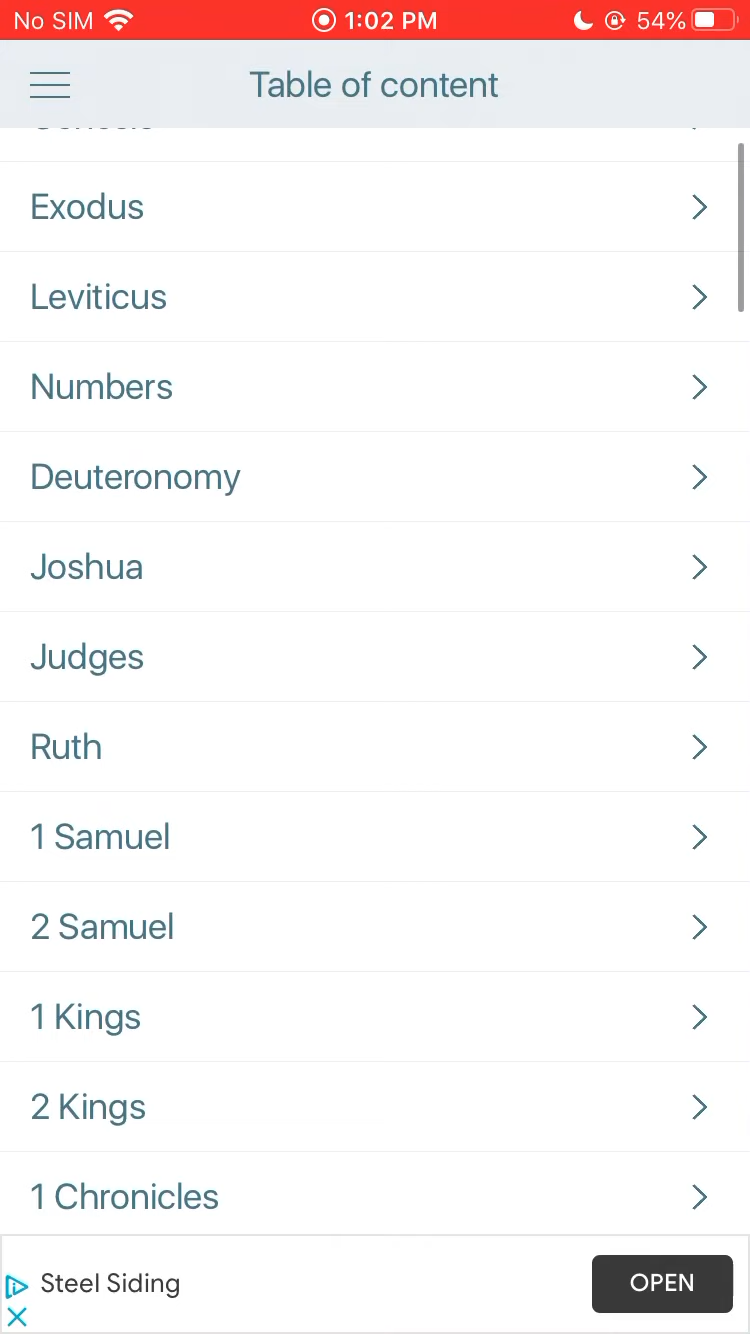 No SIM 1:02 PM 54%
Table of content
Exodus
Leviticus
Numbers
Deuteronomy
Joshua
Judges
Ruth
1 Samuel
2 Samuel
1 Kings
2 Kings
1 Chronicles
Steel Siding
OPEN